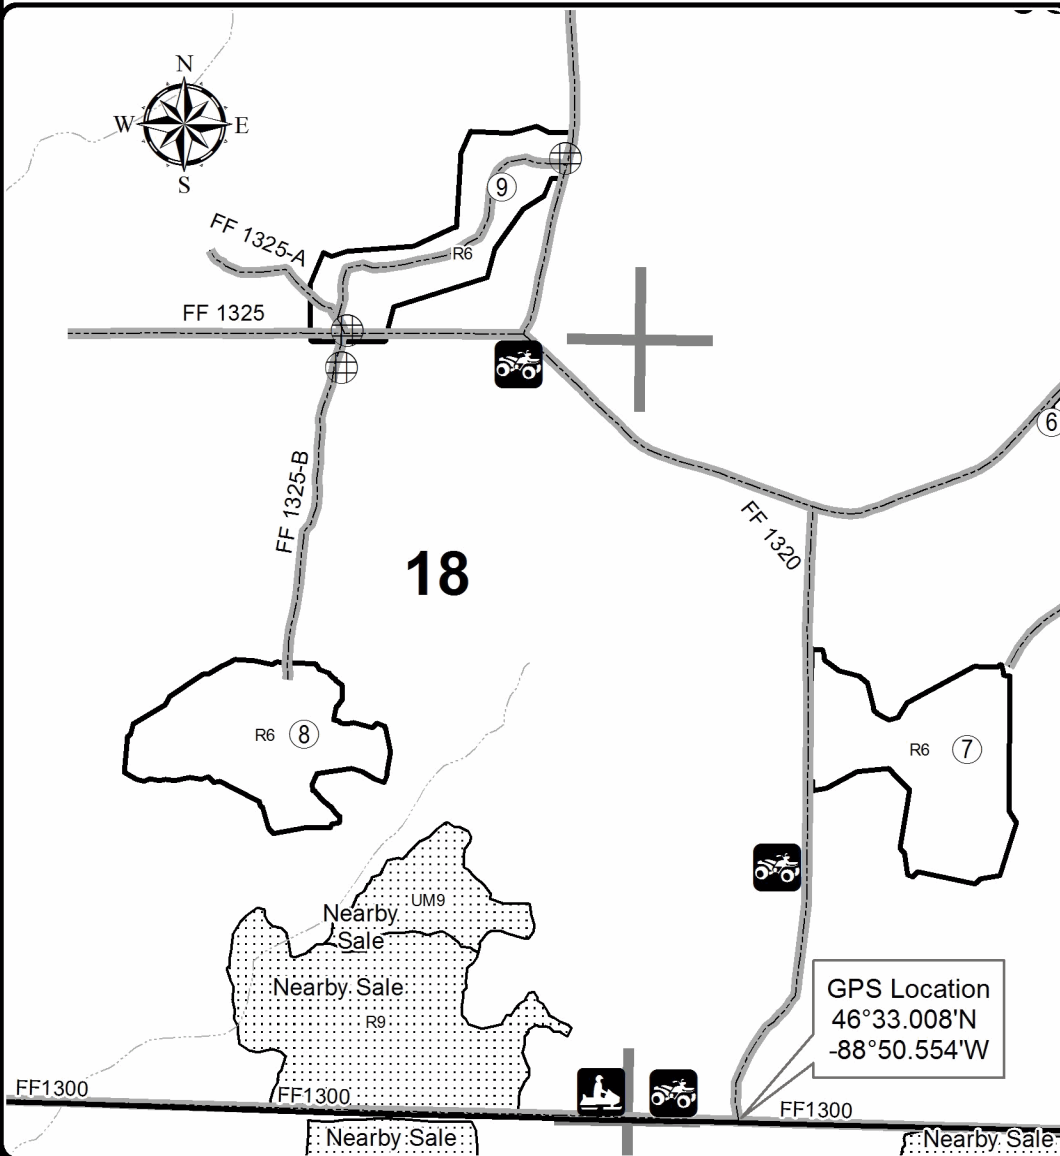 N
W
E
S
9
FF 1325-A
R6
FF 1325
6
FF 1325-B
FF 1320
18
R6
8
R6
7
UM9
Nearby
Sale
Nearby Sale
R9
GPS Location
46°33.008'N
-88°50.554'W
FF1300
FF1300
FF1300
Nearby Sale
Nearby Sale